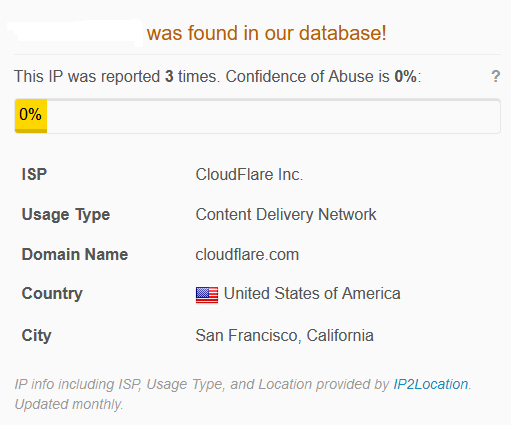 was found in our database!
This IP was reported 3 times. Confidence of Abuse is 0%:
?
0%
ISP CloudFlare Inc.
Usage Type Content Delivery Network
Domain Name cloudflare.com
Country United States of America
City San Francisco, California
IP info including ISP, Usage Type, and Location provided by IP2Location.
Updated monthly.